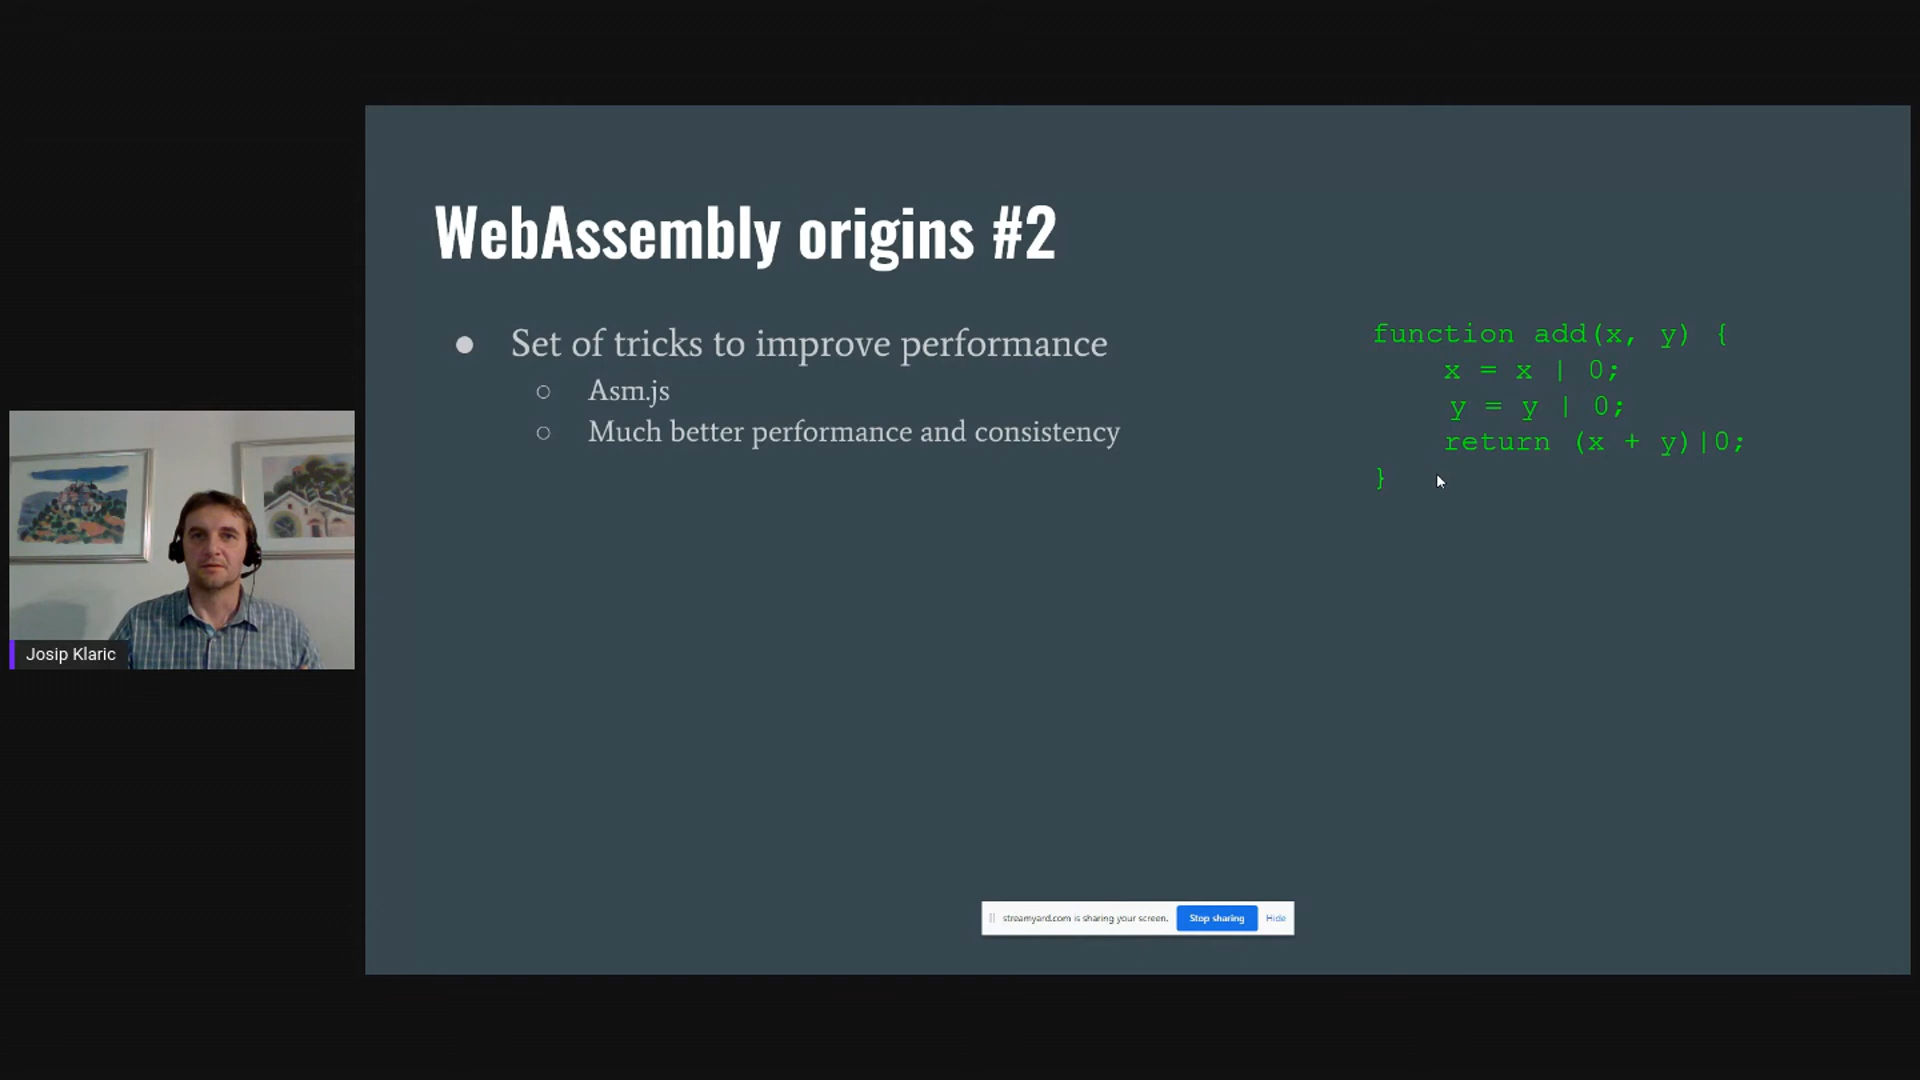 WebAssembly origins #2
● Set of tricks to improve performance
○ Asm.js
○ Much better performance and consistency
function add(x, y) {
x = x | 0;
y = y | 0;
return (x + y)|0;
}
Josip Klaric
streamyard.com is sharing your screen. Stop sharing Hide